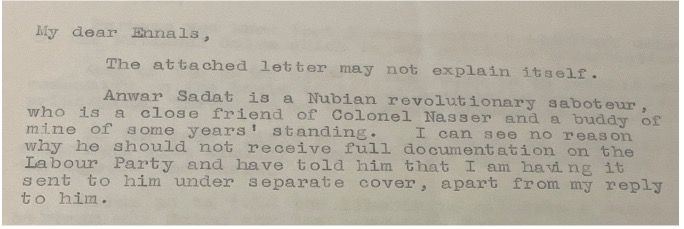 My dear Ennals,
The attached letter may not explain itself.
Anwar Sadat is a Nubian revolutionary saboteur,
who is a close friend of Colonel Nasser and a buddy of
mine of some years' standing. I can see no reason
why he should not receive full documentation on the
Labour Party and have told him that I am having it
sent to him under separate cover, apart from my reply
to him.